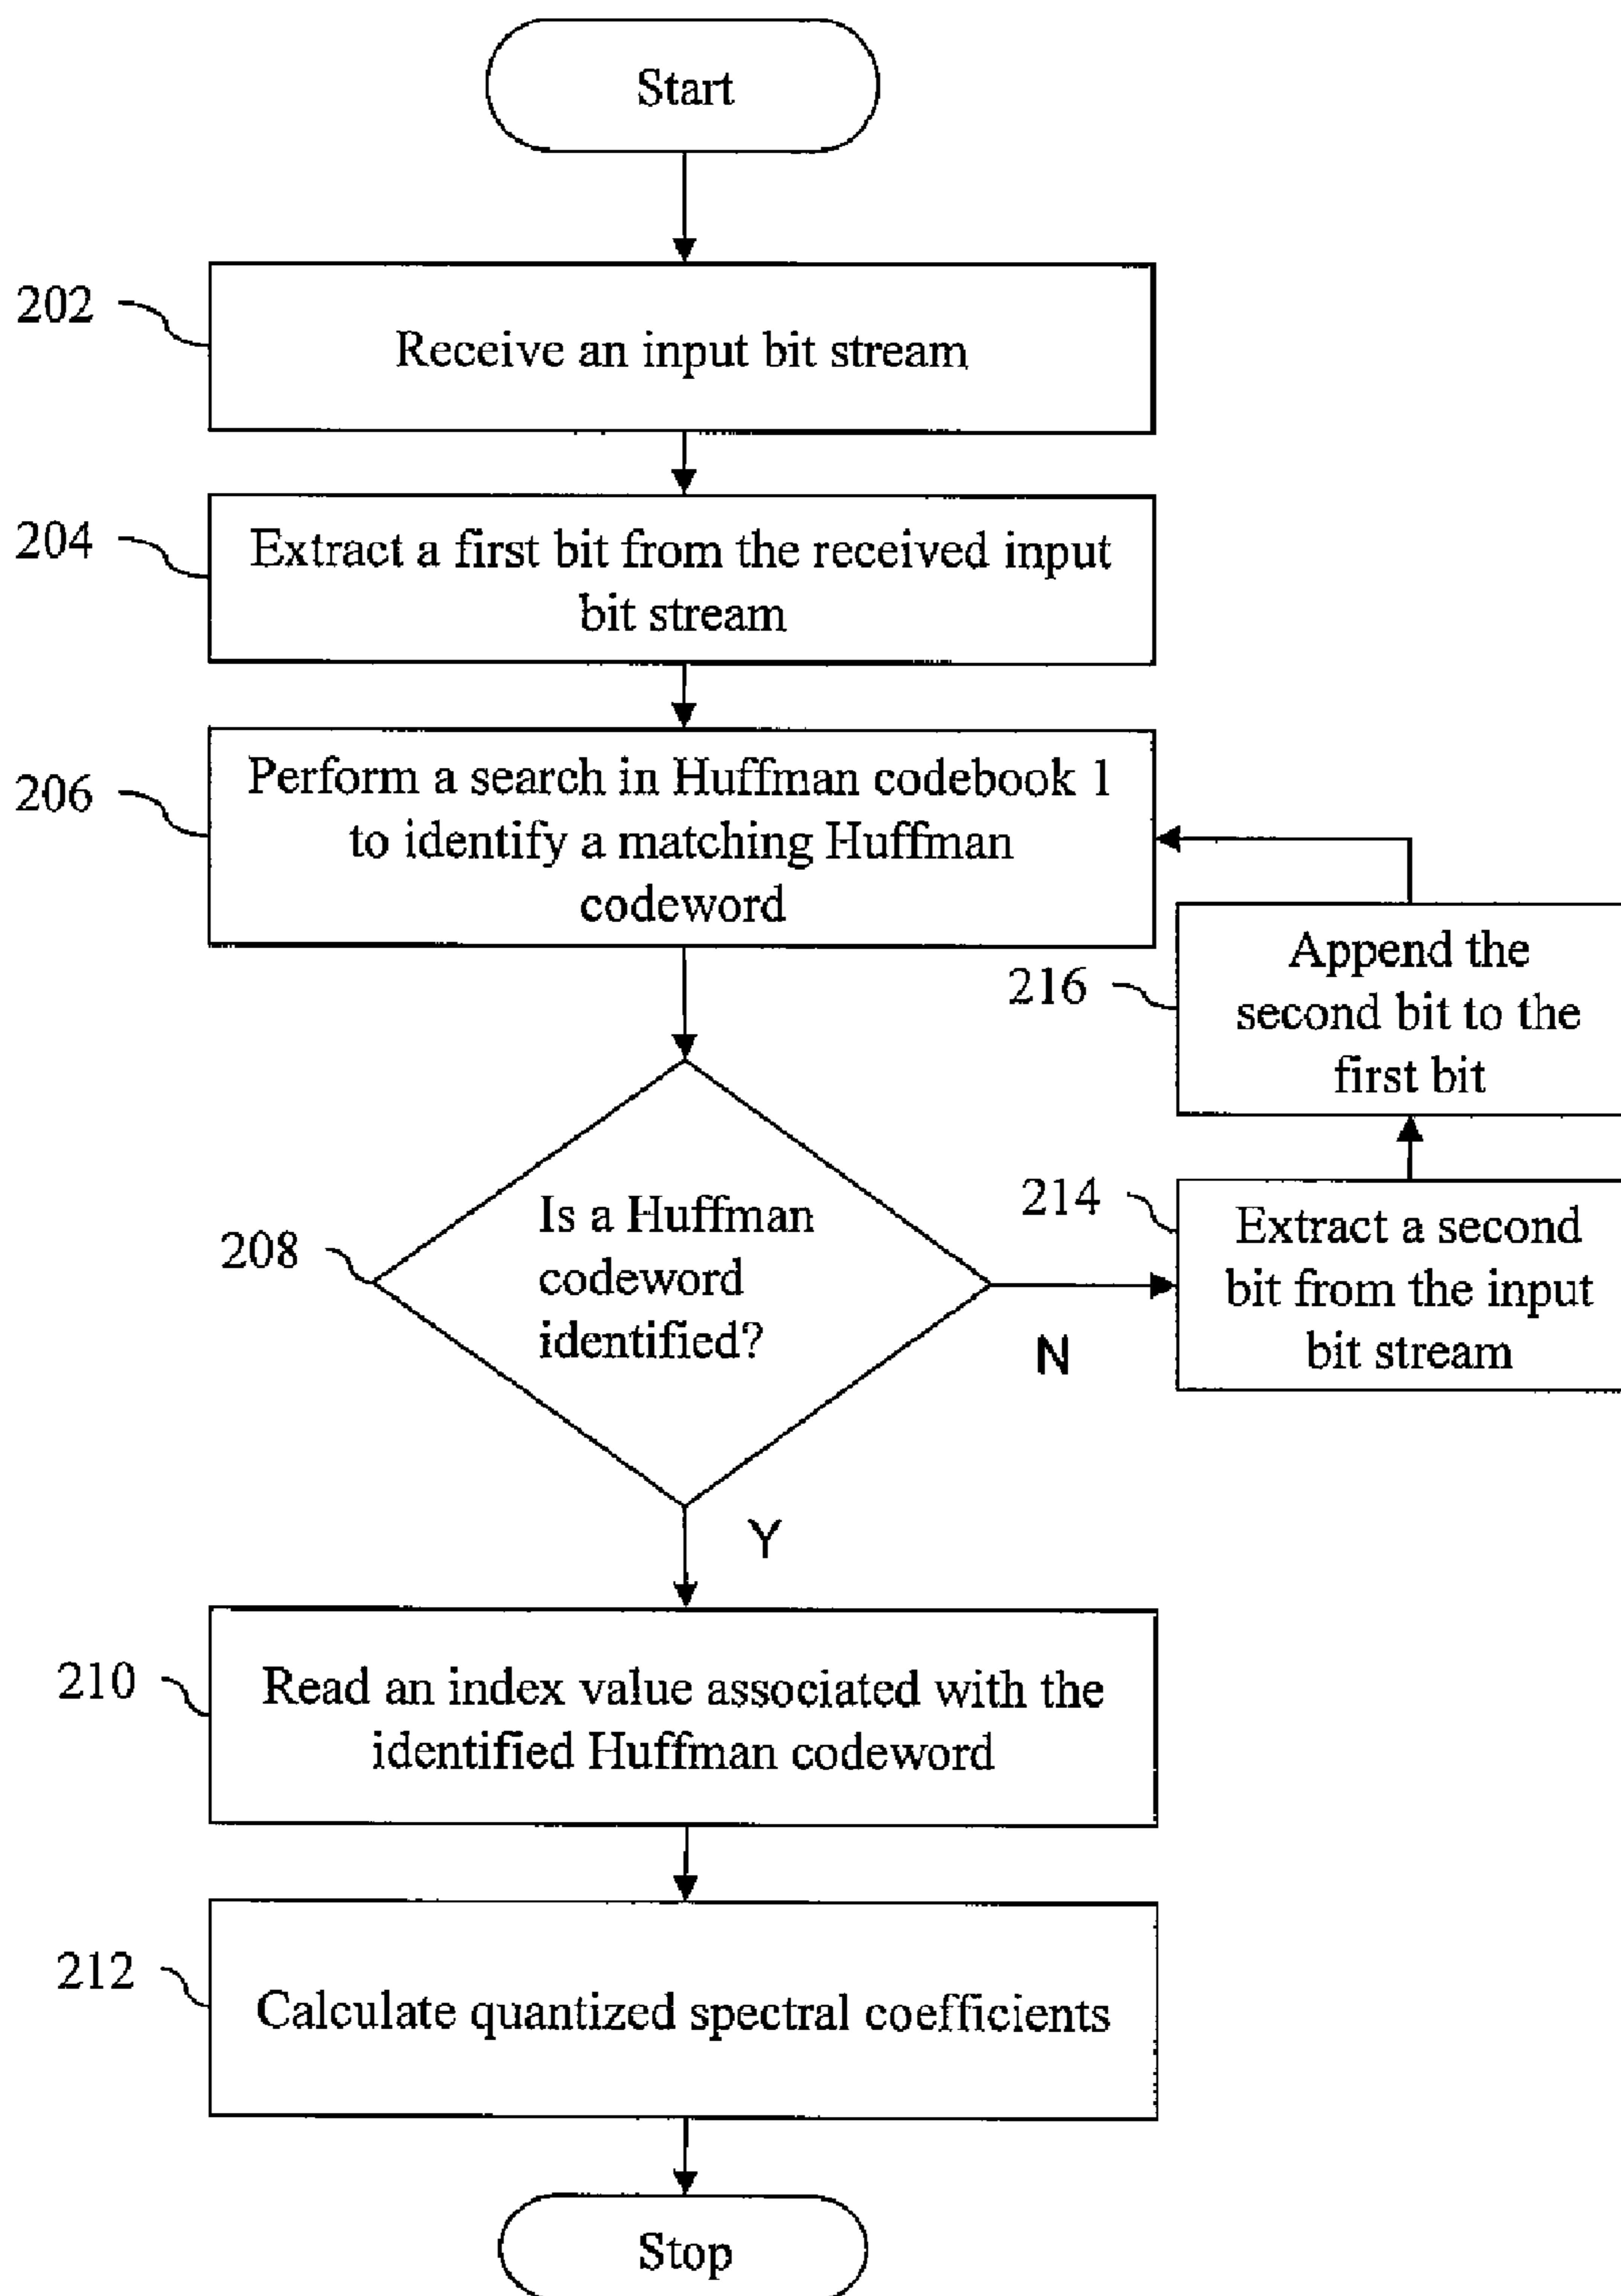 Start
202
Receive an input bit stream
204
Extract a first bit from the received input
bit stream
206
Perform a search in Huffman codebook 1
to identify a matching Huffman
codeword
216
Append the
second bit to the
first bit
214
Extract a second
bit from the input
bit stream
208
Is a Huffman
codeword
identified?
N
Y
210
Read an index value associated with the
identified Huffman codeword
212
Calculate quantized spectral coefficients
Stop